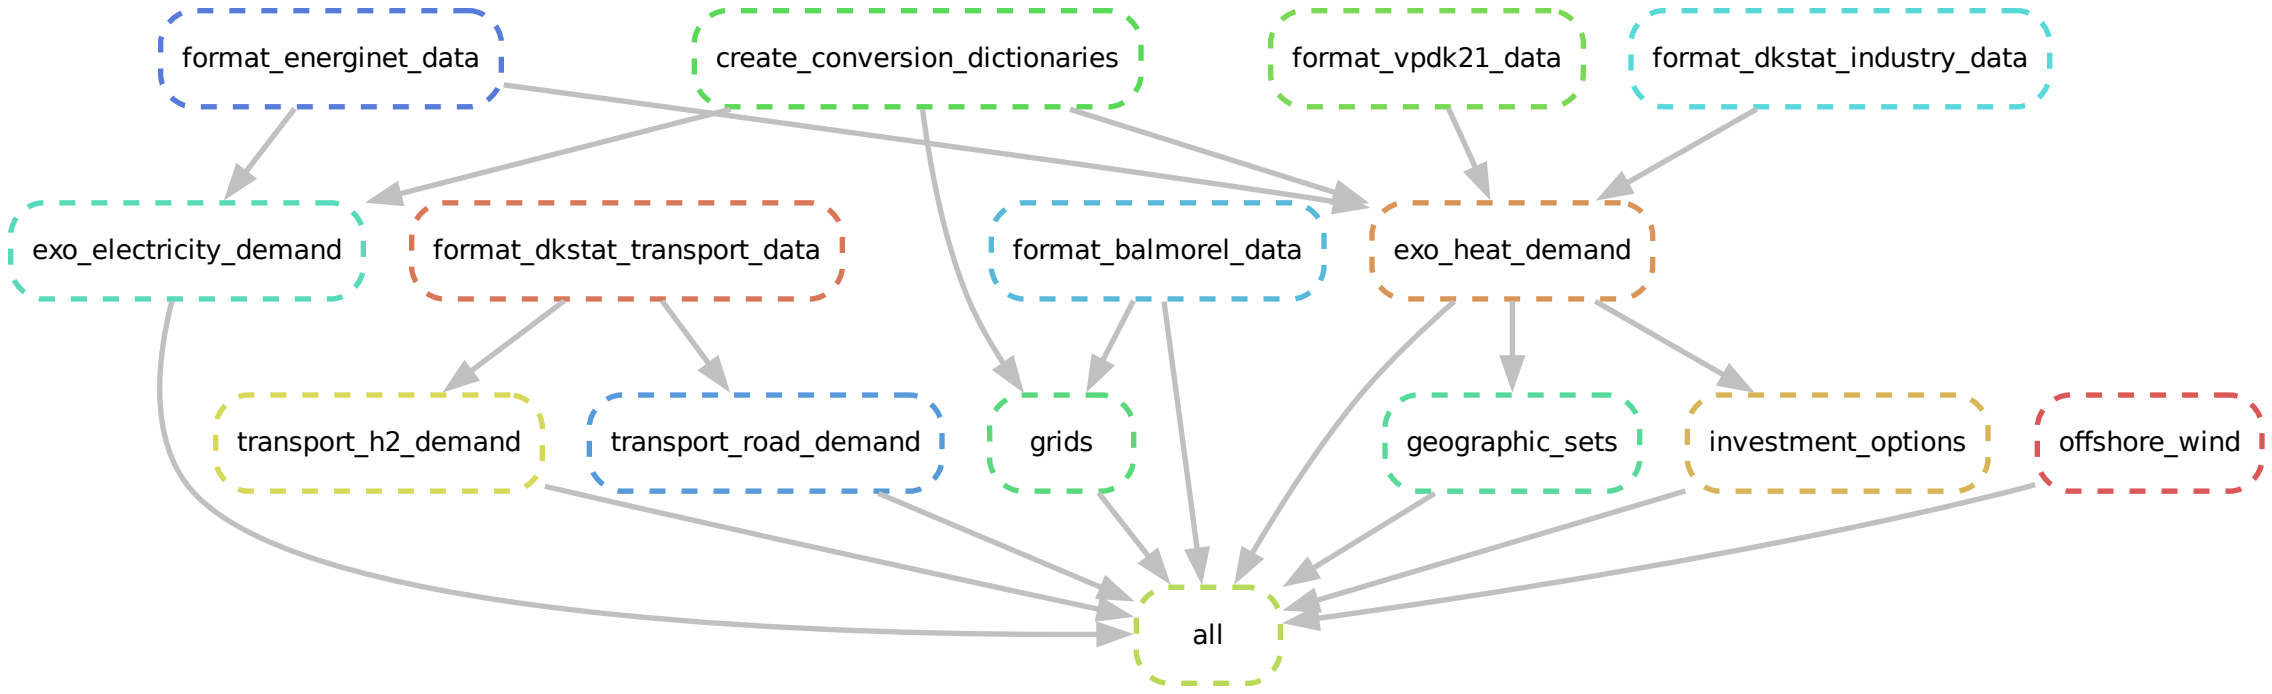 format_energinet_data
create_conversion_dictionaries
format_vpdk21_data
format_dkstat_industry_data
exo_electricity_demand
format_dkstat_transport_data
format_balmorel_data
exo_heat_demand
transport_h2_demand
transport_road_demand
grids
geographic_sets
investment_options
offshore_wind
all